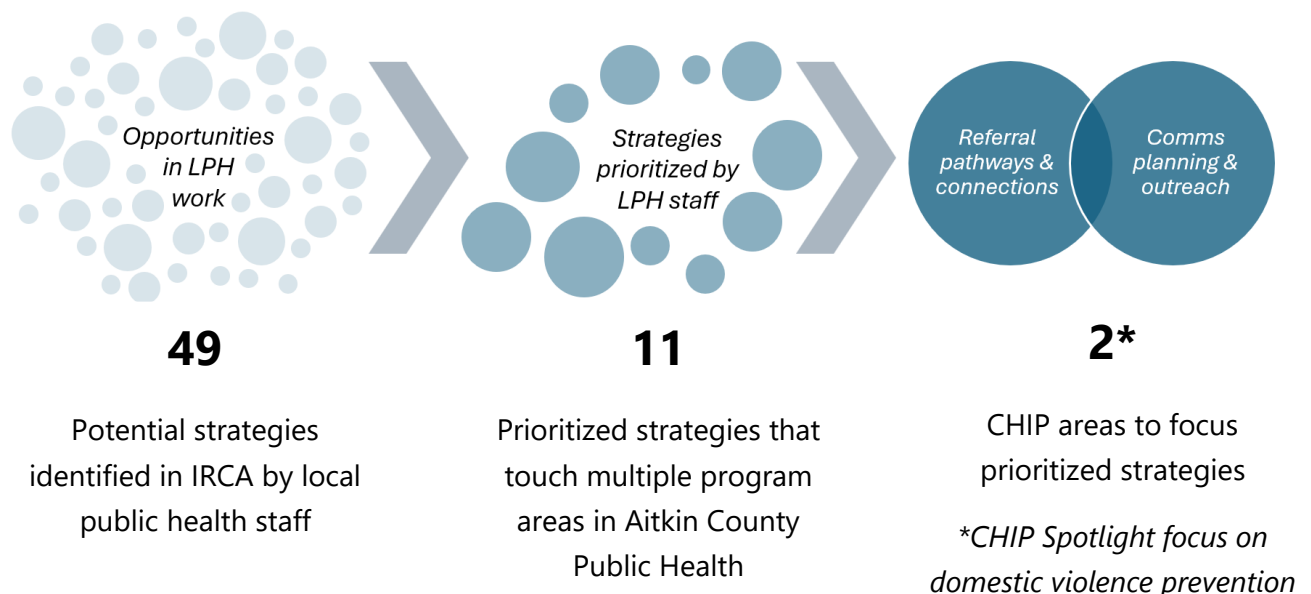 Opportunities
in LPH
work
Strategies
prioritized by
LPH staff
Referral
pathways &
connections
Comms
planning &
outreach
49
11
2*
Potential strategies
identified in IRCA by local
public health staff
Prioritized strategies that
touch multiple program
areas in Aitkin County
Public Health
CHIP areas to focus
prioritized strategies
*CHIP Spotlight focus on
domestic violence prevention